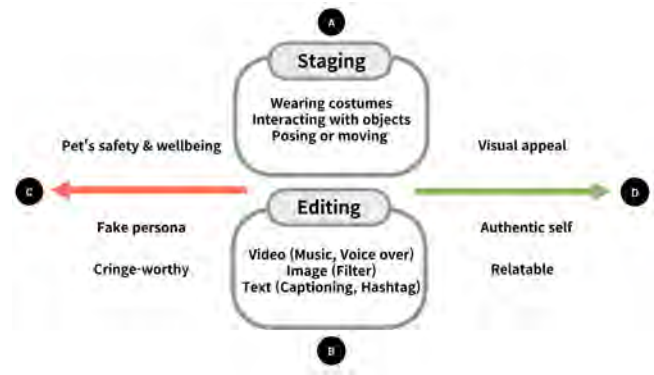 A
Staging
Wearing costumes
Interacting with objects
Posing or moving
Pet's safety & wellbeing
Visual appeal
C
D
Editing
Fake persona
Authentic self
Video (Music, Voice over)
Image (Filter)
Text (Captioning, Hashtag)
Cringe-worthy
Relatable
B